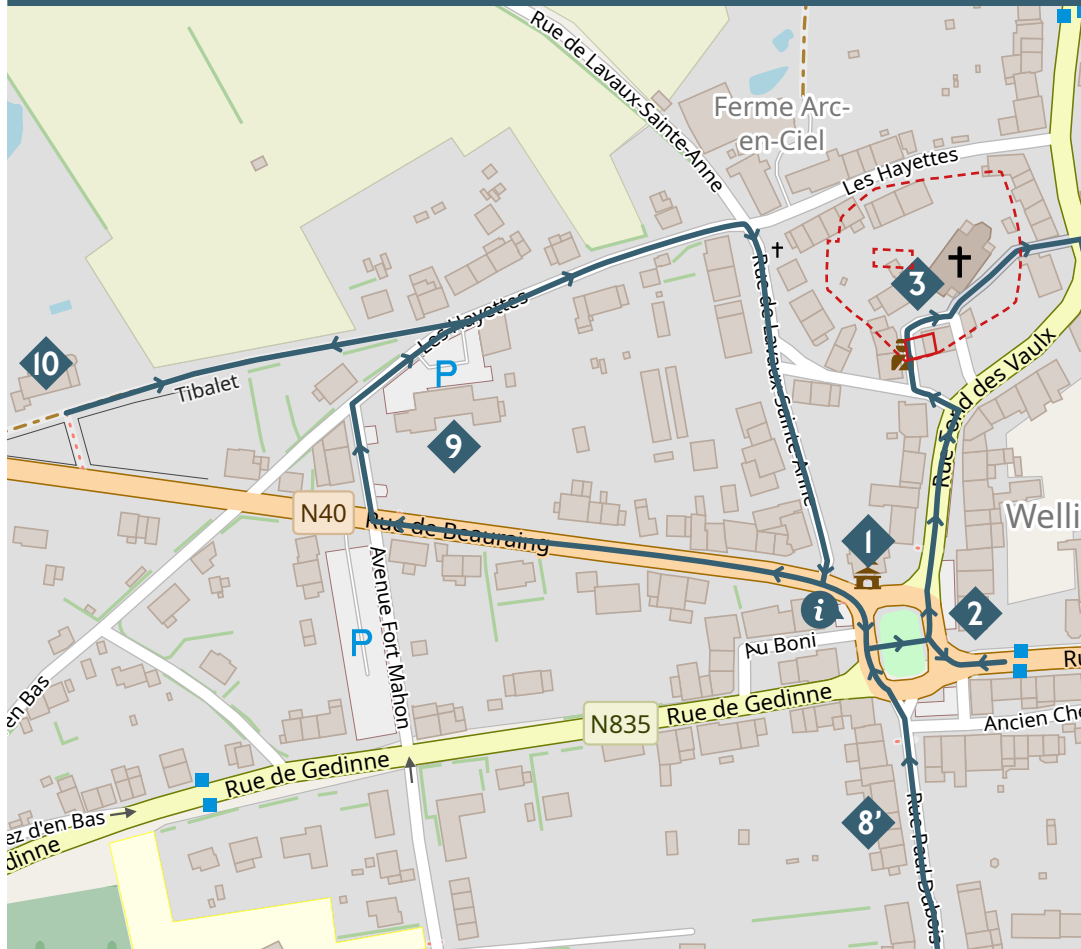 Rue de Lavaux-Sainte-Anne
Ferme Arc-
en-Ciel
Les Hayettes
3
Rue de Lavaux-Sainte-Anne
Les Hayettes
10
Tibalet
P
9
Rue Fond des Vaulx
N40
Rue de Beauraing
Welli
1
i
2
Avenue Fort Mahon
P
Au Boni
Ru
en Bas
N835
Rue de Gedinne
Ancien Che
Rue de Gedinne
ez d'en Bas
dinne
8'
Rue Paul Dubois